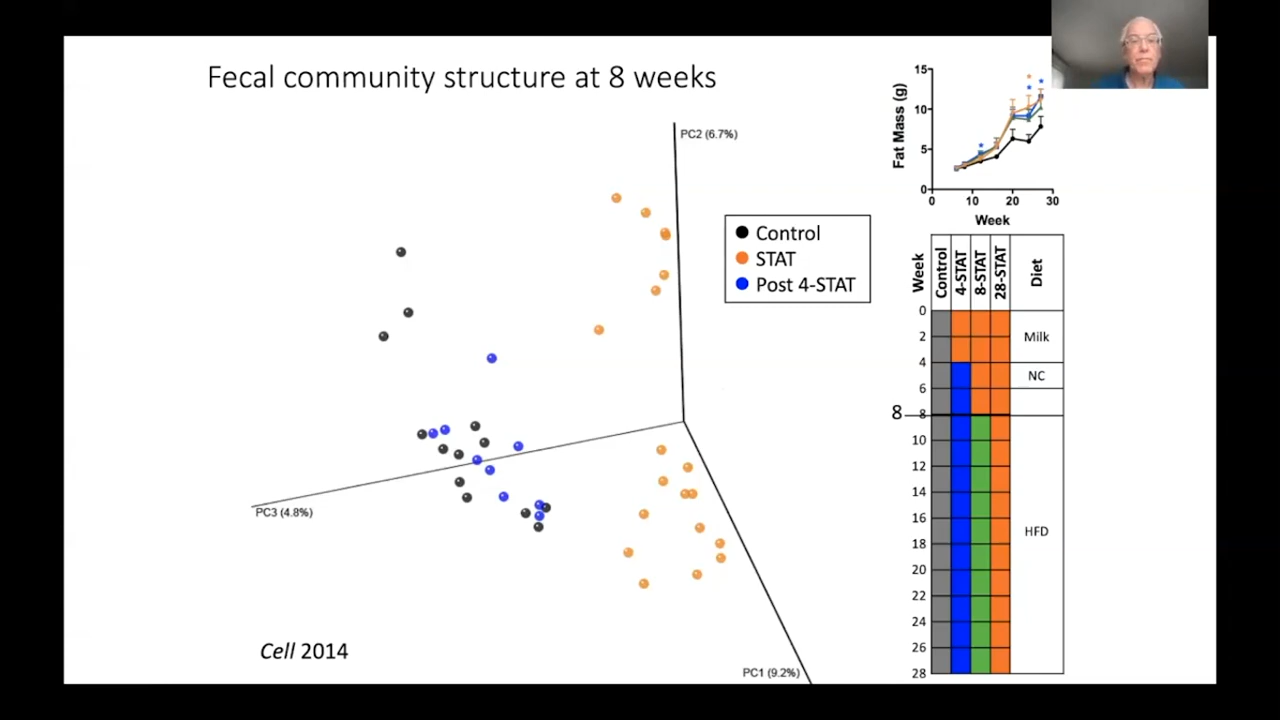 Fecal community structure at 8 weeks
PC2 (6.7%)
PC3 (4.8%)
PC1 (9.2%)
Control
STAT
Post 4-STAT
Cell 2014
Fat Mass (g)
15
10
5
0
0 10 20 30
Week
Week
Control
4-STAT
8-STAT
28-STAT
Diet
0
2
4
6
8
8
10
12
14
16
18
20
22
24
26
28
Milk
NC
HFD